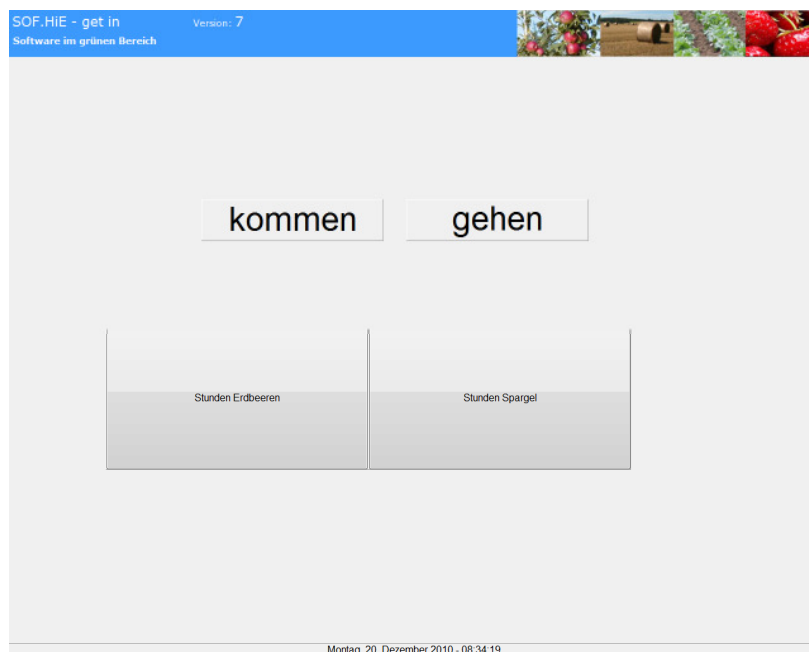 SOF.HiE - get in Version: 7
Software im grünen Bereich
kommen gehen
Stunden Erdbeeren Stunden Spargel
Montag, 20. Dezember 2010 - 08:34:19